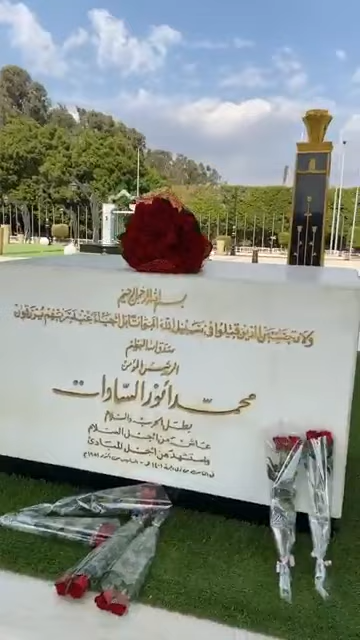 بسم الله الرحمن الرحيم
ولا تحسبن الذين قتلوا في سبيل الله أمواتا بل أحياء عند ربهم يرزقون
صدق الله العظيم
الرئيس المؤمن
محمد أنور السادات
بطل الحرب والسلام
عاش من أجل السلام
واستشهد من أجل المبادئ